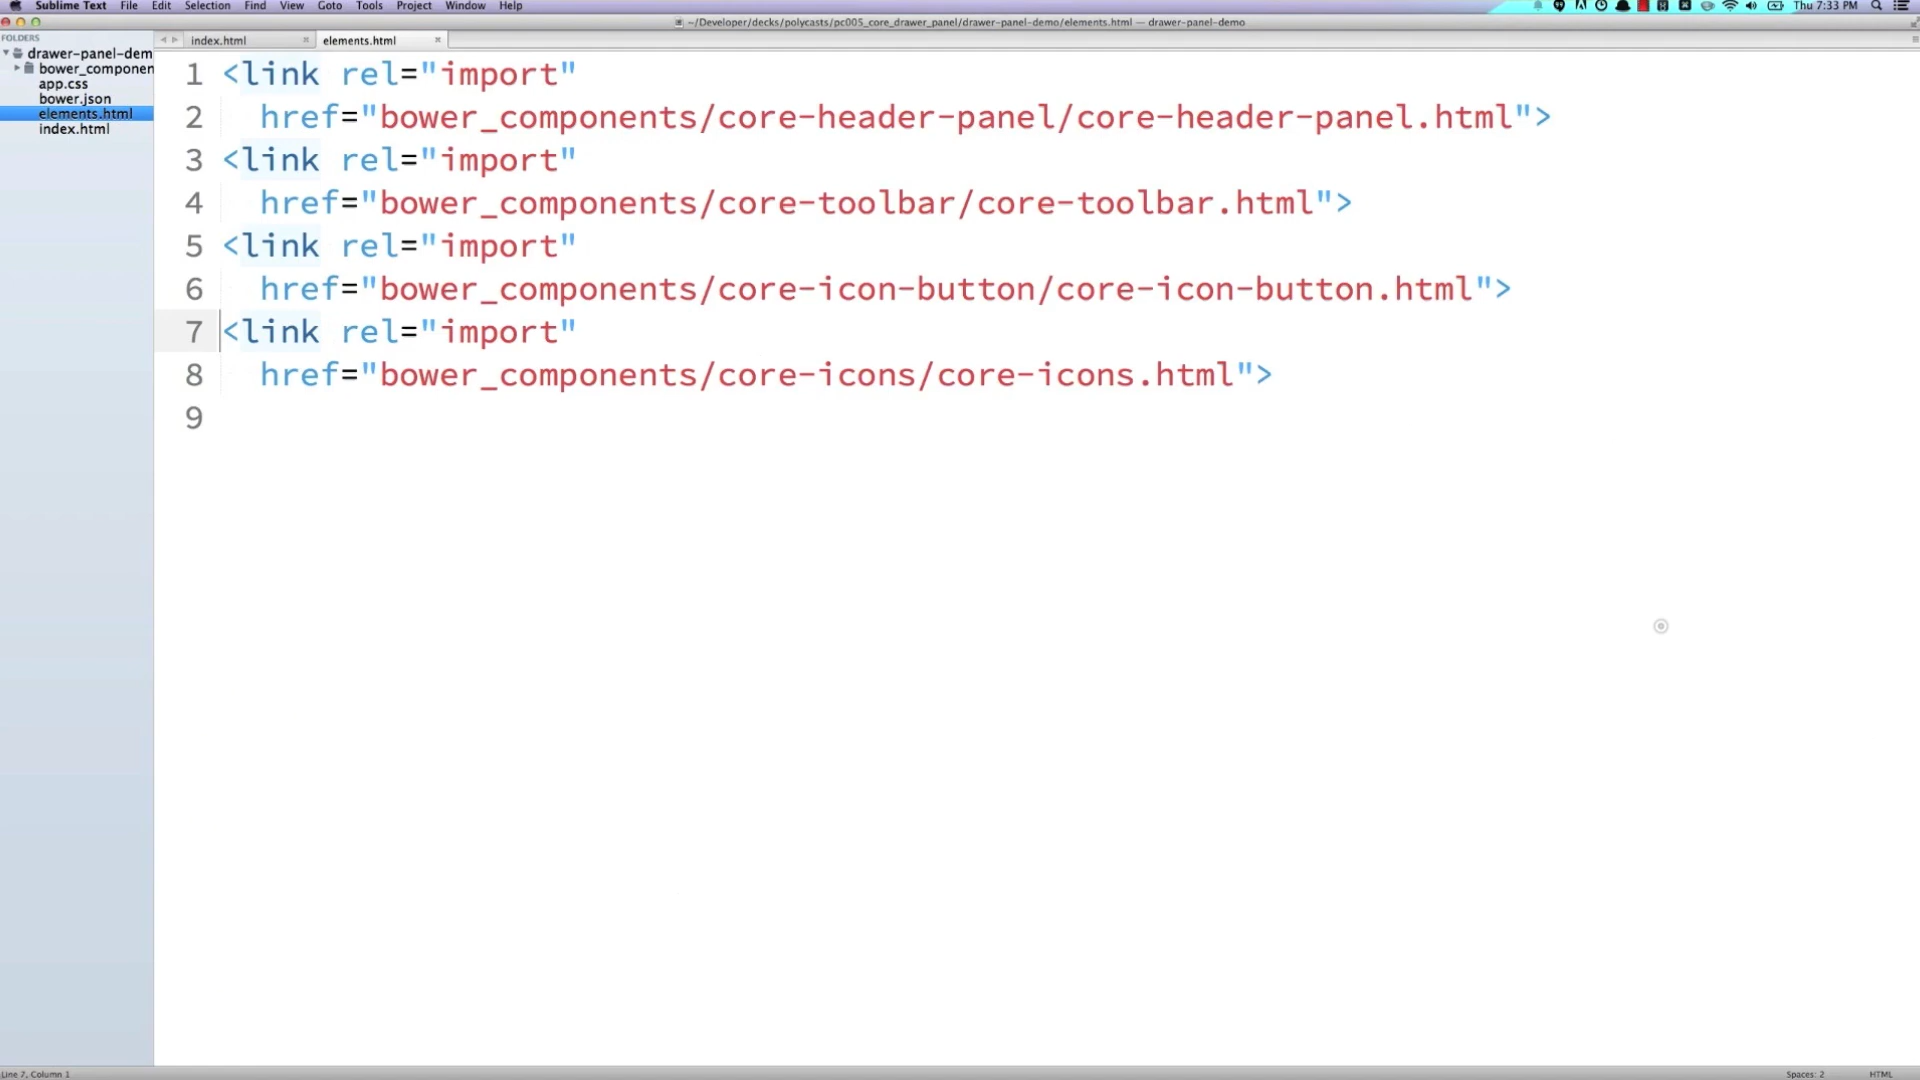 Sublime Text File Edit Selection Find View Goto Tools Project Window Help Thu 7:33 PM
~/Developer/decks/polycasts/pc005_core_drawer_panel/drawer-panel-demo/elements.html — drawer-panel-demo
FOLDERS
drawer-panel-dem
bower_componen
app.css
bower.json
elements.html
index.html
index.html elements.html
1 <link rel="import"
2 href="bower_components/core-header-panel/core-header-panel.html">
3 <link rel="import"
4 href="bower_components/core-toolbar/core-toolbar.html">
5 <link rel="import"
6 href="bower_components/core-icon-button/core-icon-button.html">
7 <link rel="import"
8 href="bower_components/core-icons/core-icons.html">
9
Line 7, Column 1 Spaces: 2 HTML